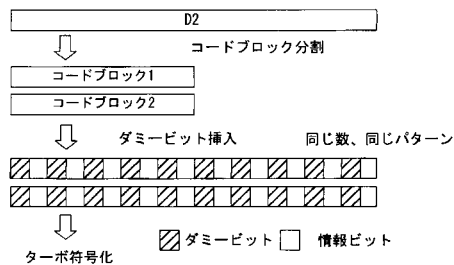 D2
コードブロック分割
コードブロック1
コードブロック2
ダミービット挿入 同じ数、同じパターン
ダミービット 情報ビット
ターボ符号化